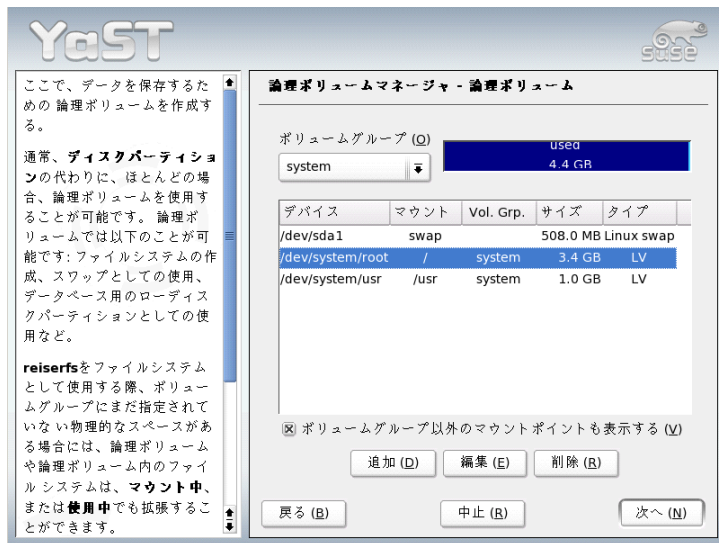 YaST
suse
ここで、データを保存するた
めの 論理ボリュームを作成す
る。
通常、ディスクパーティショ
ンの代わりに、ほとんどの場
合、論理ボリュームを使用す
ることが可能です。 論理ボ
リュームでは以下のことが可
能です: ファイルシステムの作
成、スワップとしての使用、
データベース用のローディス
クパーティションとしての使
用など。
reiserfsをファイルシステム
として使用する際、ボリュー
ムグループにまだ指定されて
いな い物理的なスペースがあ
る場合には、論理ボリューム
や論理ボリューム内のファイ
ル システムは、マウント中、
または使用中でも拡張するこ
とができます。
論理ボリュームマネージャ - 論理ボリューム
ボリュームグループ (O)
system
used
4.4 GB
デバイス マウント Vol. Grp. サイズ タイプ
/dev/sda1 swap 508.0 MB Linux swap
/dev/system/root / system 3.4 GB LV
/dev/system/usr /usr system 1.0 GB LV
ボリュームグループ以外のマウントポイントも表示する (V)
追加 (D) 編集 (E) 削除 (R)
戻る (B) 中止 (R) 次へ (N)